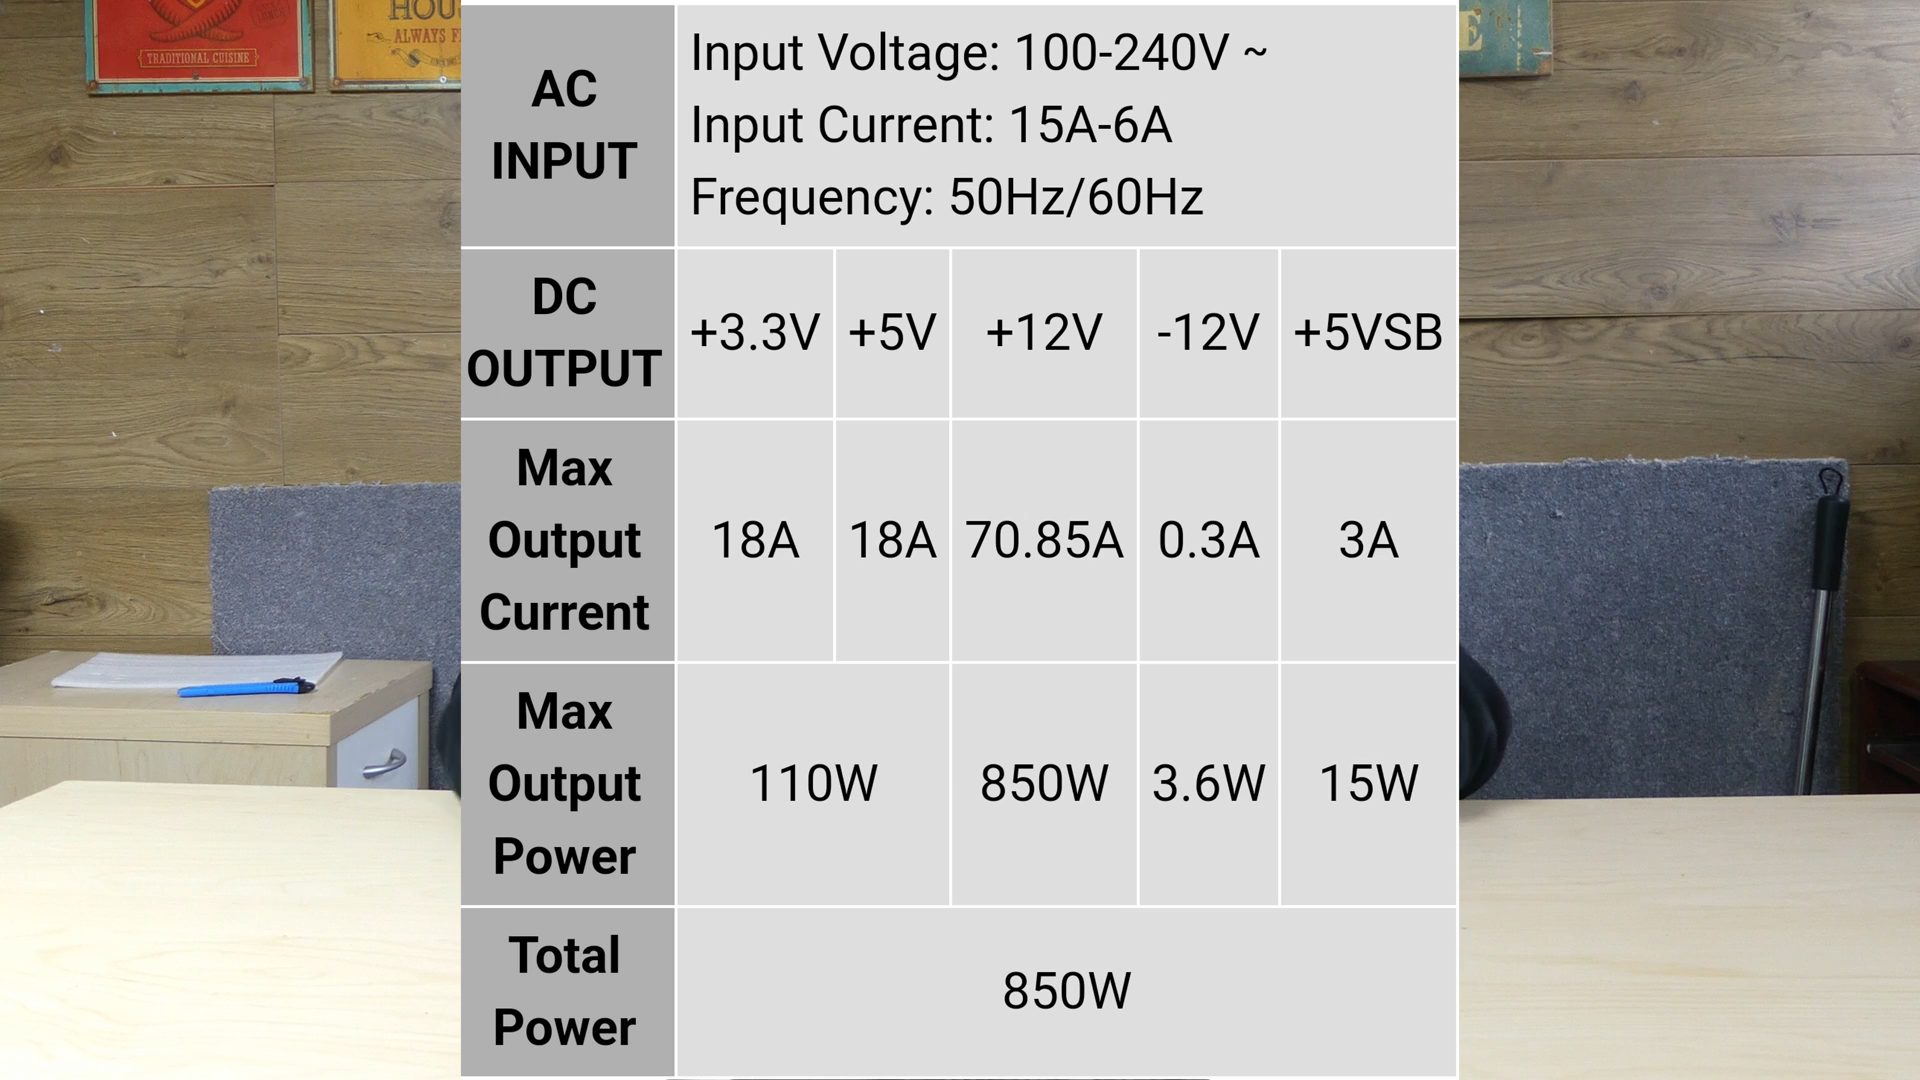 TRADITIONAL CUISINE
HOU
ALWAYS F
E
AC
INPUT
Input Voltage: 100-240V ~
Input Current: 15A-6A
Frequency: 50Hz/60Hz
DC
OUTPUT
+3.3V +5V +12V -12V +5VSB
Max
Output
Current
18A 18A 70.85A 0.3A 3A
Max
Output
Power
110W 850W 3.6W 15W
Total
Power
850W